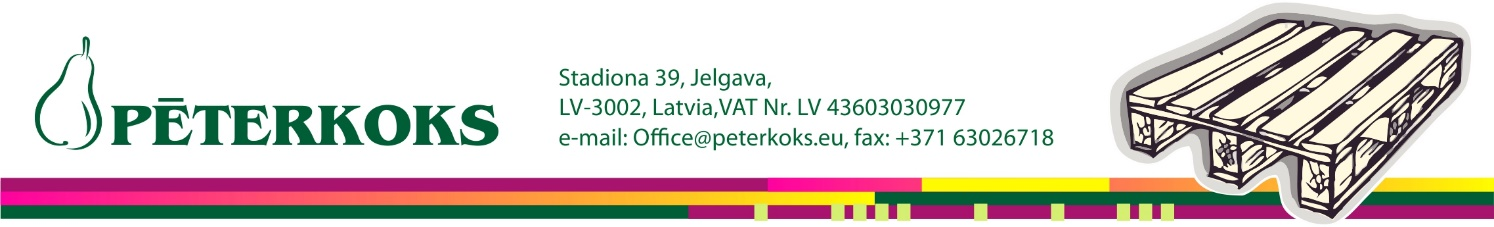 PĒTERKOKS
Stadiona 39, Jelgava,
LV-3002, Latvia,VAT Nr. LV 43603030977
e-mail: Office@peterkoks.eu, fax: +371 63026718